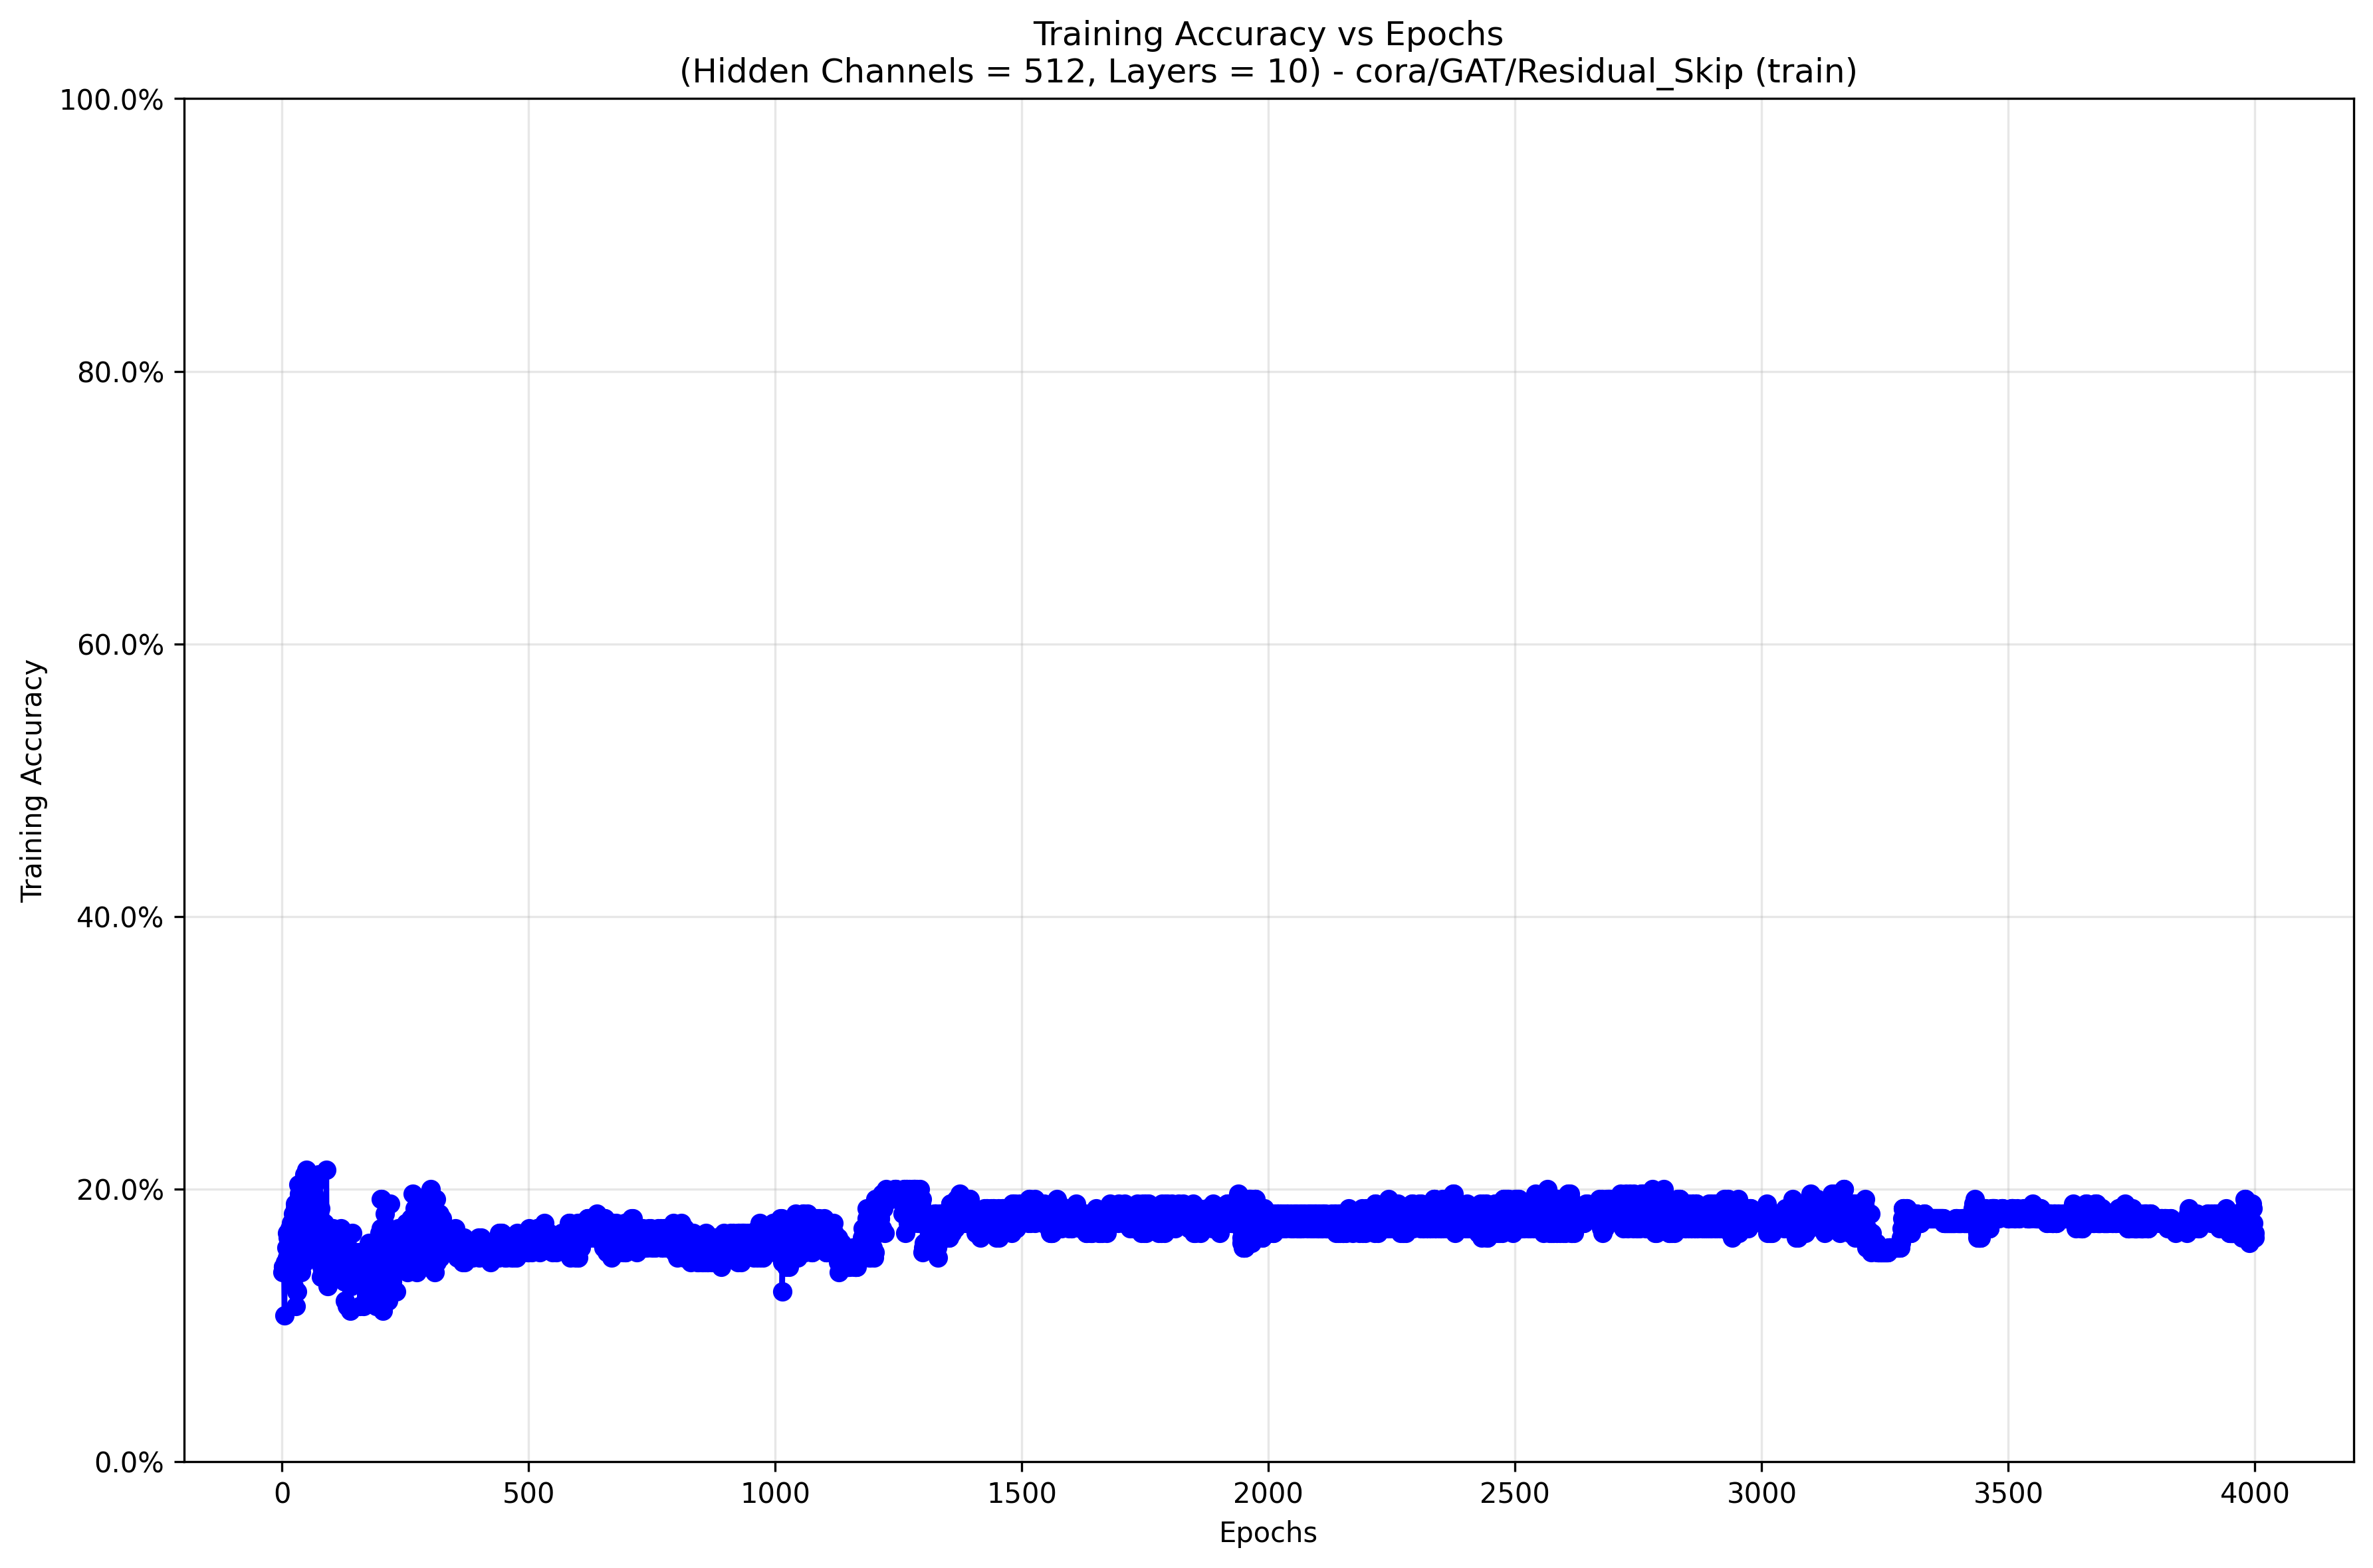 Training Accuracy vs Epochs
(Hidden Channels = 512, Layers = 10) - cora/GAT/Residual_Skip (train)
100.0%
80.0%
60.0%
40.0%
20.0%
0.0%
Training Accuracy
0 500 1000 1500 2000 2500 3000 3500 4000
Epochs